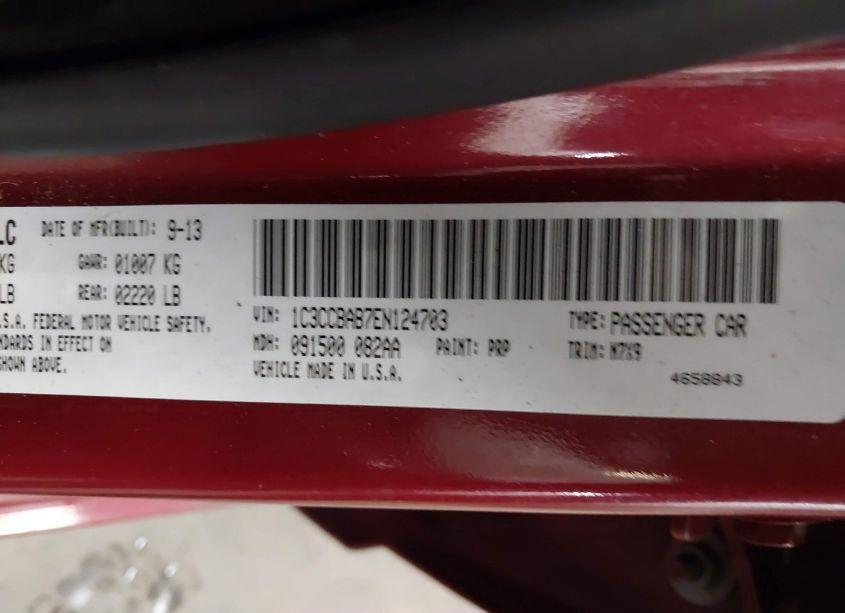 LC DATE OF MFR(BUILT): 9-13
KG GAWR: 01007 KG
LB REAR: 02220 LB
.S.A. FEDERAL MOTOR VEHICLE SAFETY,
NDARDS IN EFFECT ON
SHOWN ABOVE.
VIN: 1C3CCBAB7EN124703 TYPE: PASSENGER CAR
MDH: 091500 082AA PAINT: PRP TRIM: M7X9
VEHICLE MADE IN U.S.A. 4658843